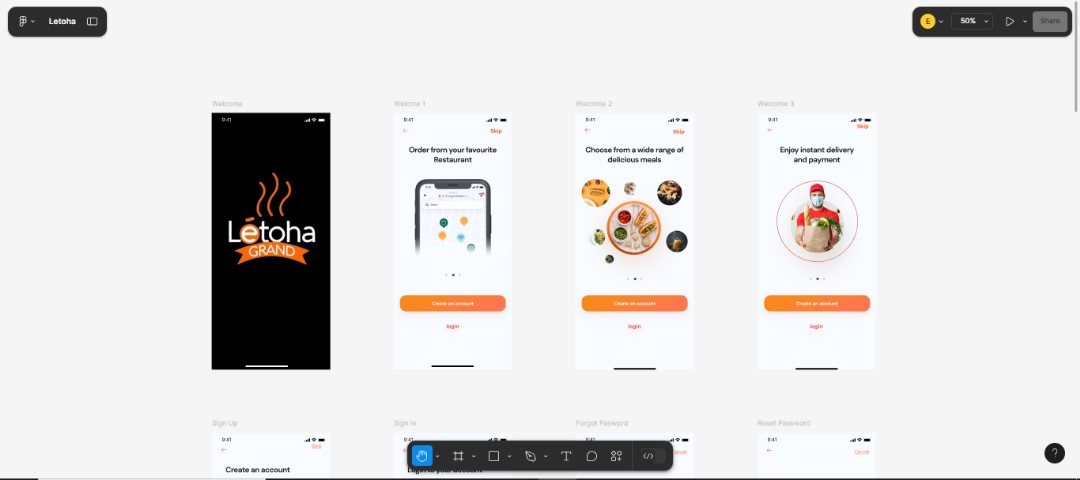 Letoha
E
50%
Share
Welcome
Welcome 1
Welcome 2
Welcome 3
9:41
Létoha
GRAND
9:41
Skip
Order from your favourite
Restaurant
Search
Create an account
login
9:41
Skip
Choose from a wide range of
delicious meals
Create an account
login
9:41
Skip
Enjoy instant delivery
and payment
Create an account
login
Sign Up
Sign In
Forgot Paswprd
Reset Password
9:41
Skip
Create an account
9:41
Login to your account
9:41
Cancel
9:41
Cancel
?